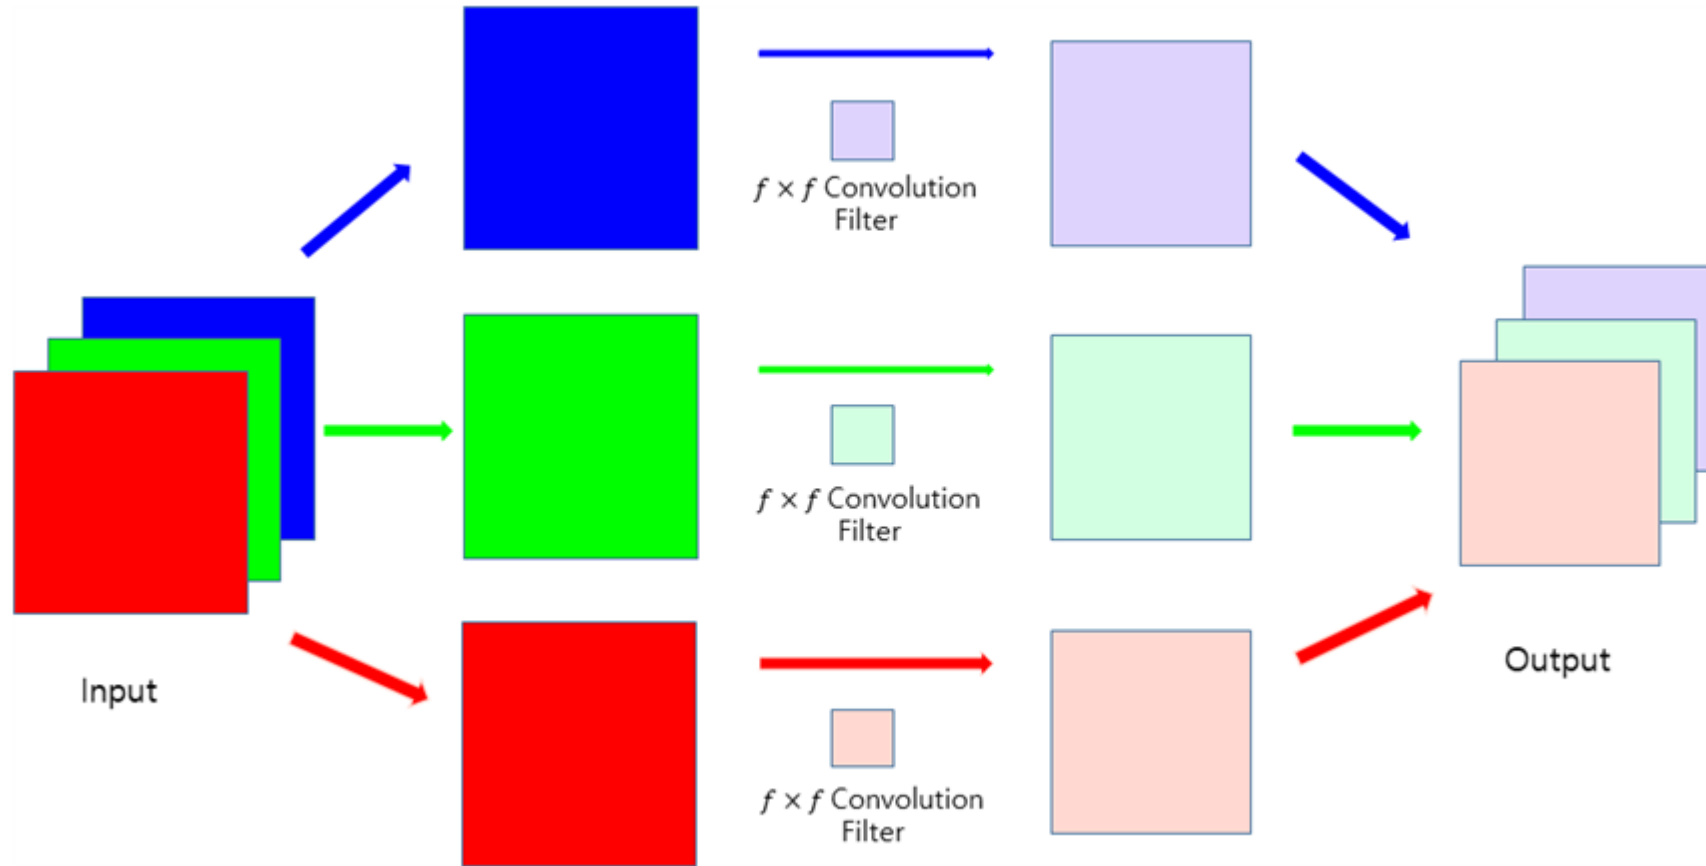 f × f Convolution
Filter
f × f Convolution
Filter
Input
Output
f × f Convolution
Filter